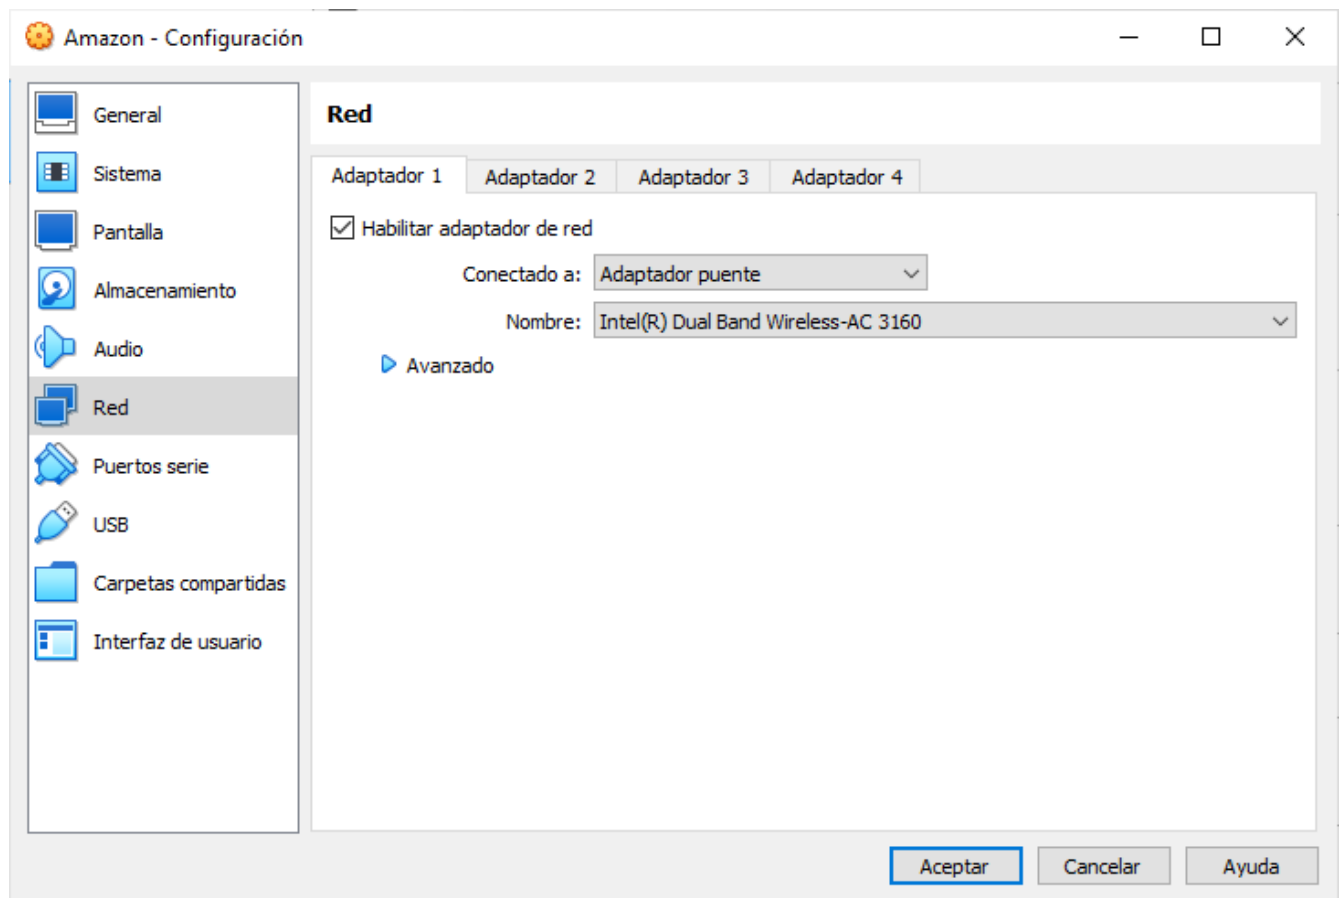 Amazon - Configuración
General
Sistema
Pantalla
Almacenamiento
Audio
Red
Puertos serie
USB
Carpetas compartidas
Interfaz de usuario
Red
Adaptador 1 Adaptador 2 Adaptador 3 Adaptador 4
Habilitar adaptador de red
Conectado a: Adaptador puente
Nombre: Intel(R) Dual Band Wireless-AC 3160
Avanzado
Aceptar Cancelar Ayuda